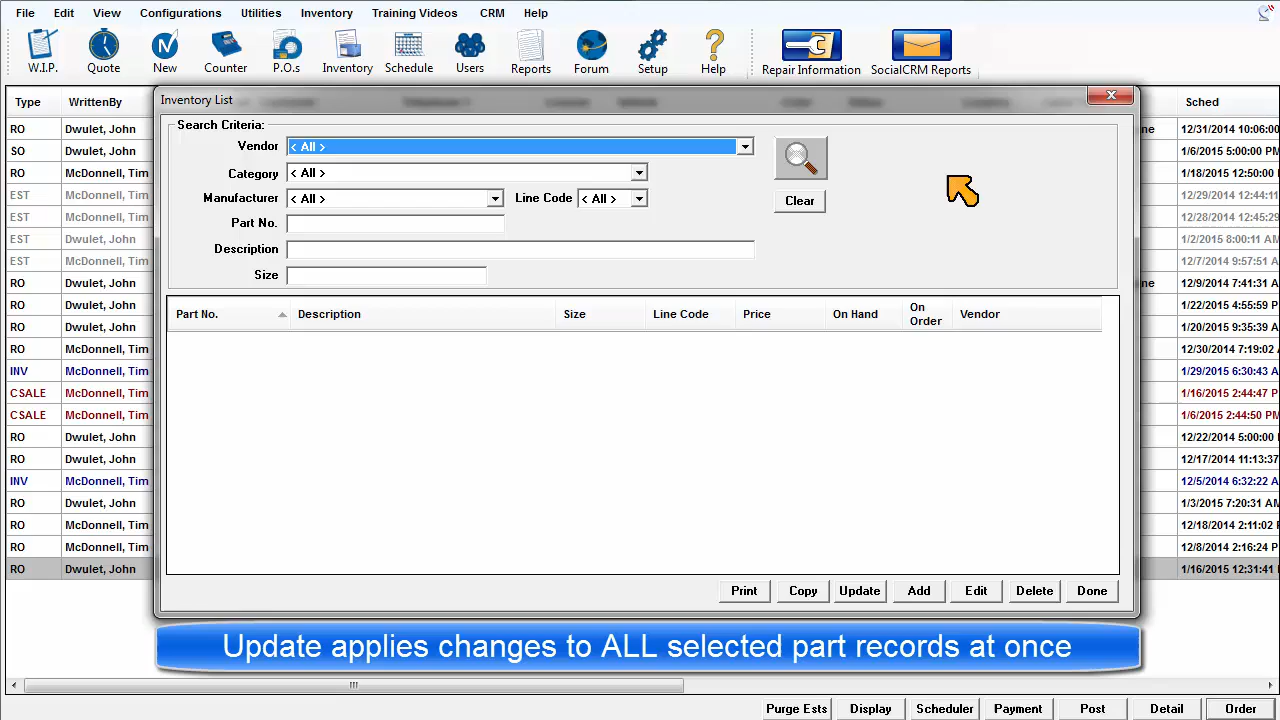 File Edit View Configurations Utilities Inventory Training Videos CRM Help
W.I.P. Quote New Counter P.O.s Inventory Schedule Users Reports Forum Setup Help Repair Information SocialCRM Reports
Type WrittenBy Sched
Inventory List
Search Criteria:
Vendor < All >
Category < All >
Manufacturer < All > Line Code < All >
Clear
Part No.
Description
Size
Part No. Description Size Line Code Price On Hand On Order Vendor
RO Dwulet, John ne 12/31/2014 10:06:00
SO Dwulet, John 1/6/2015 5:00:00 PM
RO McDonnell, Tim 1/18/2015 12:50:00
EST McDonnell, Tim 12/29/2014 12:44:1
EST McDonnell, Tim 12/28/2014 12:45:2
EST Dwulet, John 1/2/2015 8:00:11 AM
EST McDonnell, Tim 12/7/2014 9:57:51
RO Dwulet, John ne 12/9/2014 7:41:31
RO Dwulet, John 1/22/2015 4:55:59
RO Dwulet, John 1/20/2015 9:35:39
RO McDonnell, Tim 12/30/2014 7:19:02
INV McDonnell, Tim 1/29/2015 6:30:43
CSALE McDonnell, Tim 1/16/2015 2:44:47
CSALE McDonnell, Tim 1/6/2015 2:44:50 PM
RO Dwulet, John 12/22/2014 5:00:00
RO Dwulet, John 12/17/2014 11:13:37
INV McDonnell, Tim 12/5/2014 6:32:22
RO Dwulet, John 1/3/2015 7:20:31 AM
RO McDonnell, Tim 12/18/2014 2:11:02
RO McDonnell, Tim 12/8/2014 2:16:24 P
RO Dwulet, John 1/16/2015 12:31:41
Print Copy Update Add Edit Delete Done
Update applies changes to ALL selected part records at once
Purge Ests Display Scheduler Payment Post Detail Order